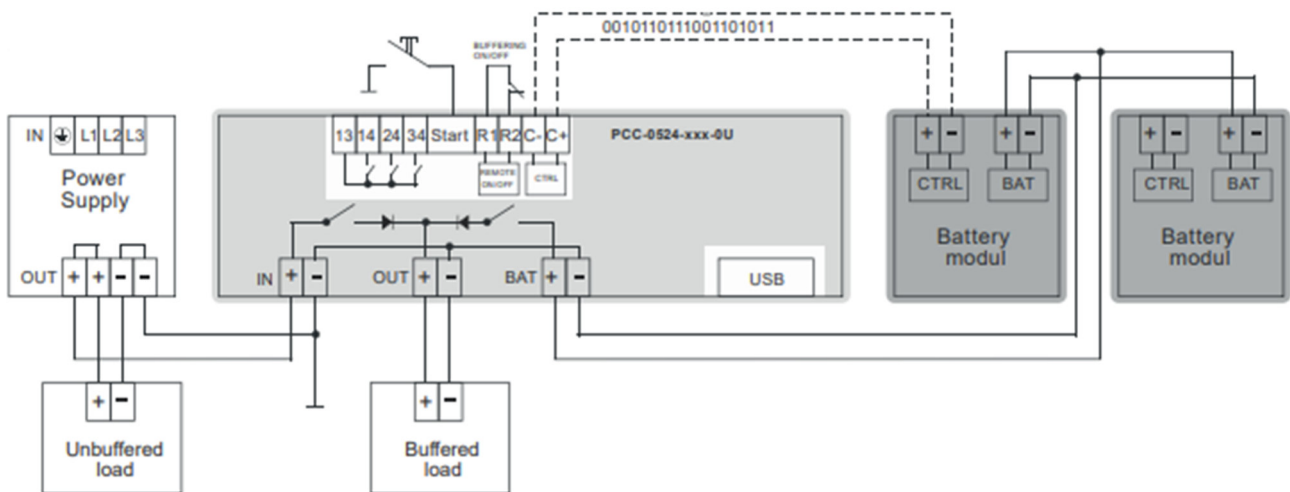 0010110111001101011
BUFFERING
ON/OFF
13 14 24 34 Start R1 R2 C- C+
PCC-0524-xxx-0U
REMOTE
ON/OFF
CTRL
IN L1 L2 L3
Power
Supply
OUT + + - -
IN + -
OUT + -
BAT + -
USB
+ - + -
CTRL BAT
Battery
modul
+ - + -
CTRL BAT
Battery
modul
+ -
Unbuffered
load
+ -
Buffered
load